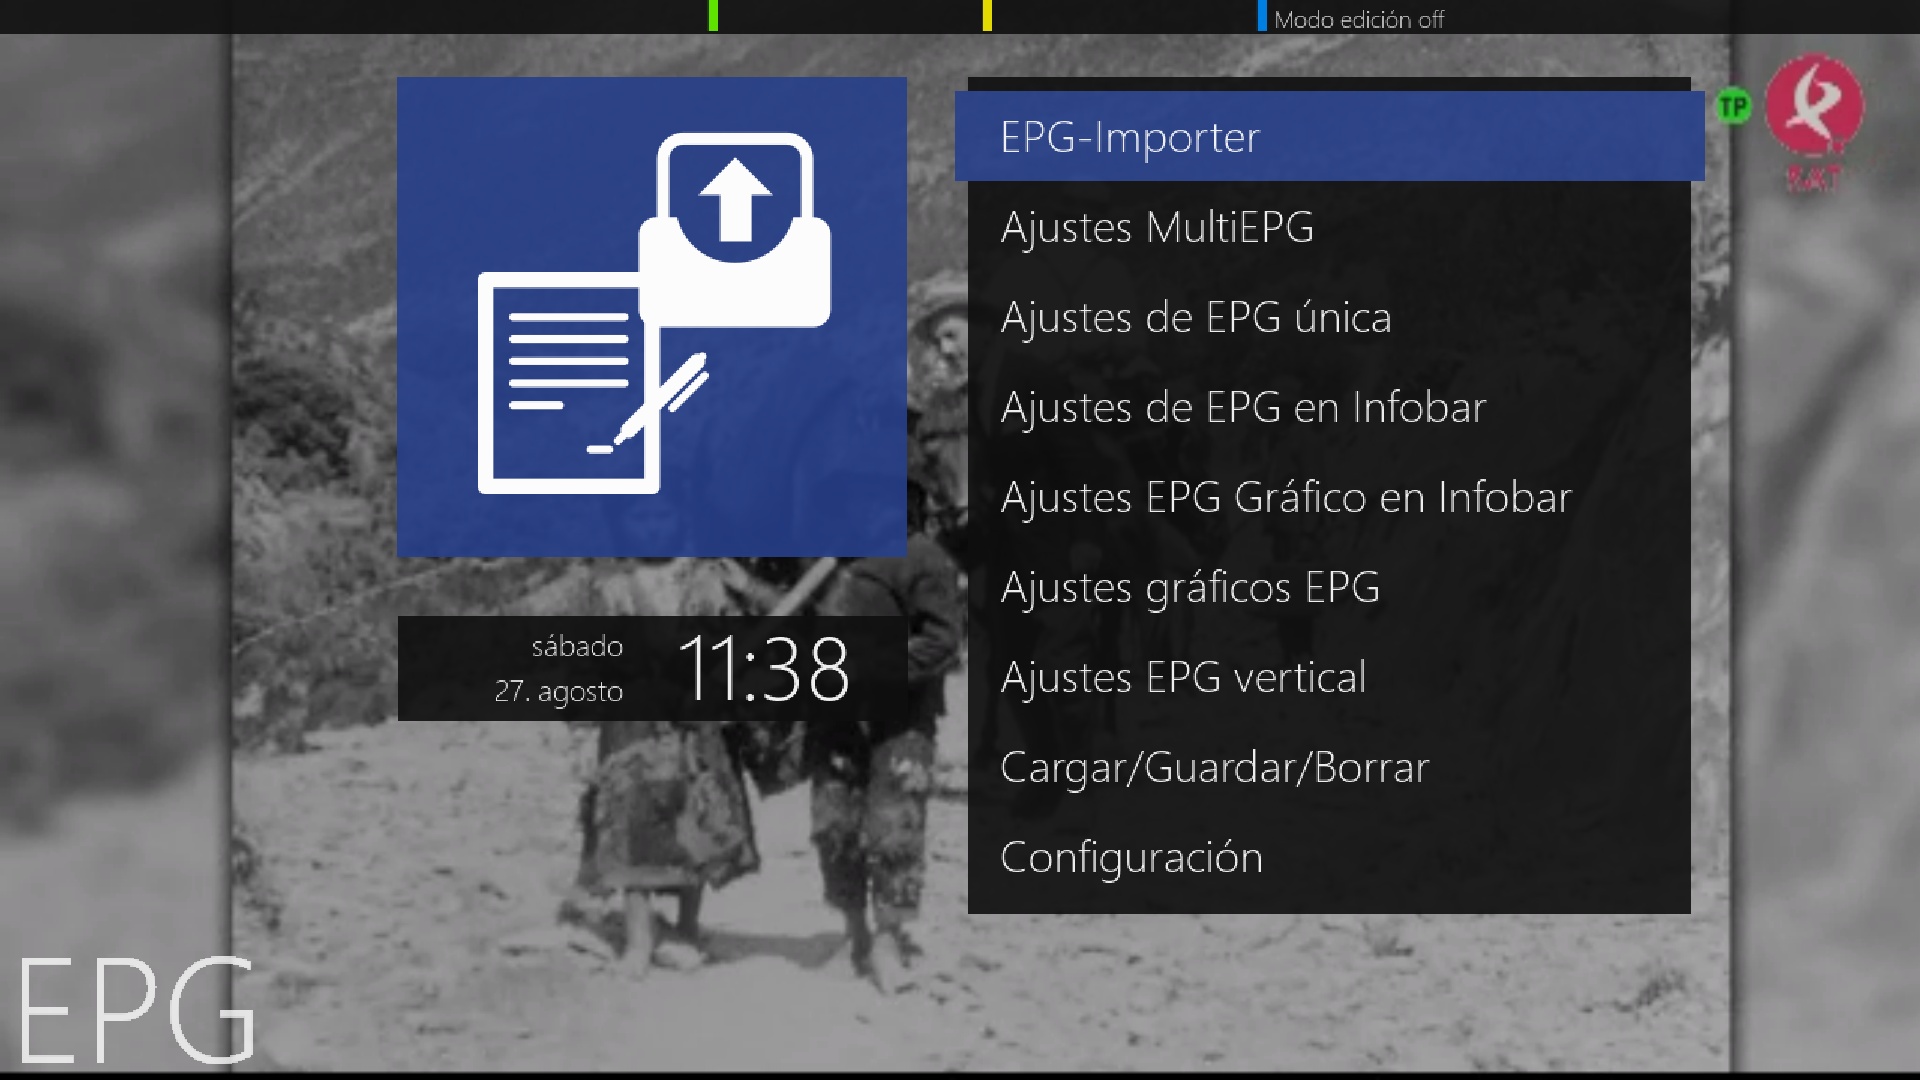 Modo edición off
TP
EPG-Importer
Ajustes MultiEPG
Ajustes de EPG única
Ajustes de EPG en Infobar
Ajustes EPG Gráfico en Infobar
Ajustes gráficos EPG
Ajustes EPG vertical
Cargar/Guardar/Borrar
Configuración
sábado
27. agosto
11:38
EPG